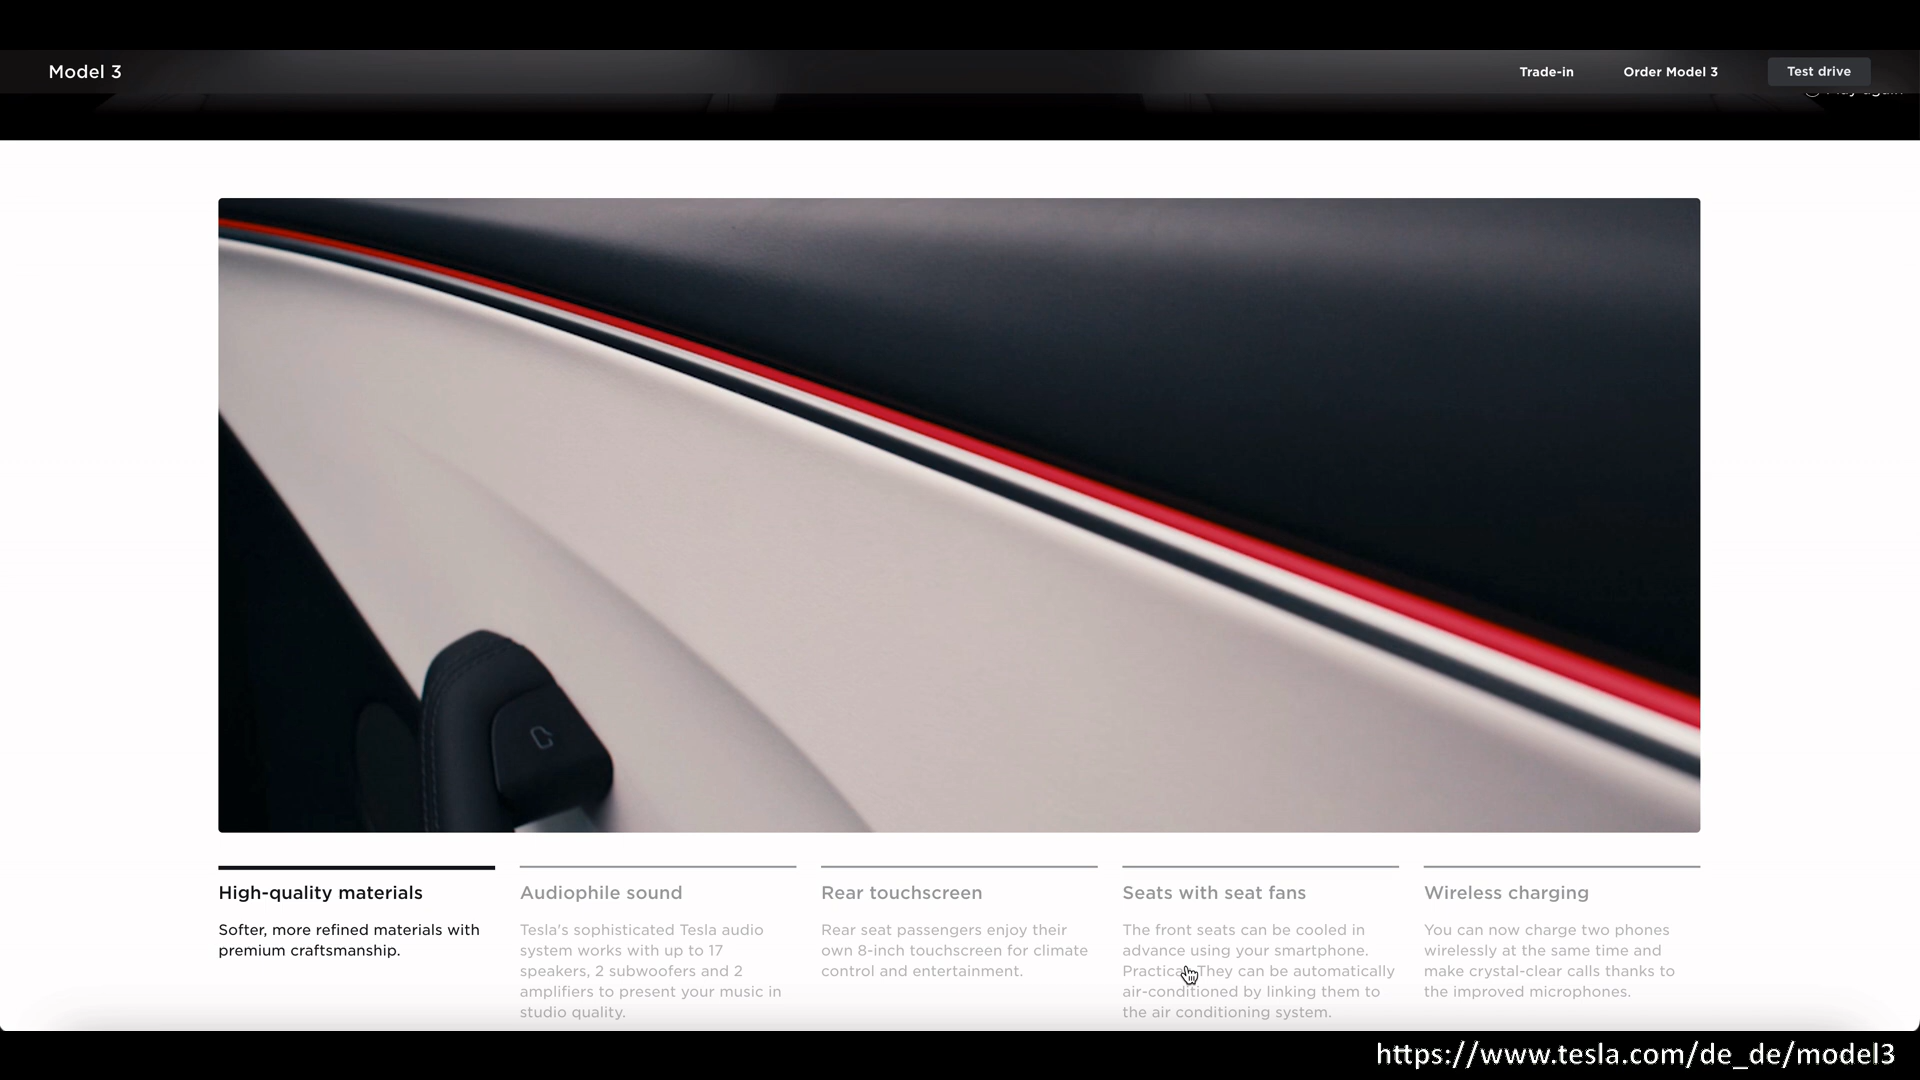 Model 3
Trade-in
Order Model 3
Test drive
High-quality materials
Softer, more refined materials with
premium craftsmanship.
Audiophile sound
Tesla's sophisticated Tesla audio
system works with up to 17
speakers, 2 subwoofers and 2
amplifiers to present your music in
studio quality.
Rear touchscreen
Rear seat passengers enjoy their
own 8-inch touchscreen for climate
control and entertainment.
Seats with seat fans
The front seats can be cooled in
advance using your smartphone.
They can be automatically
air-conditioned by linking them to
the air conditioning system.
Wireless charging
You can now charge two phones
wirelessly at the same time and
make crystal-clear calls thanks to
the improved microphones.
https://www.tesla.com/de_de/model3